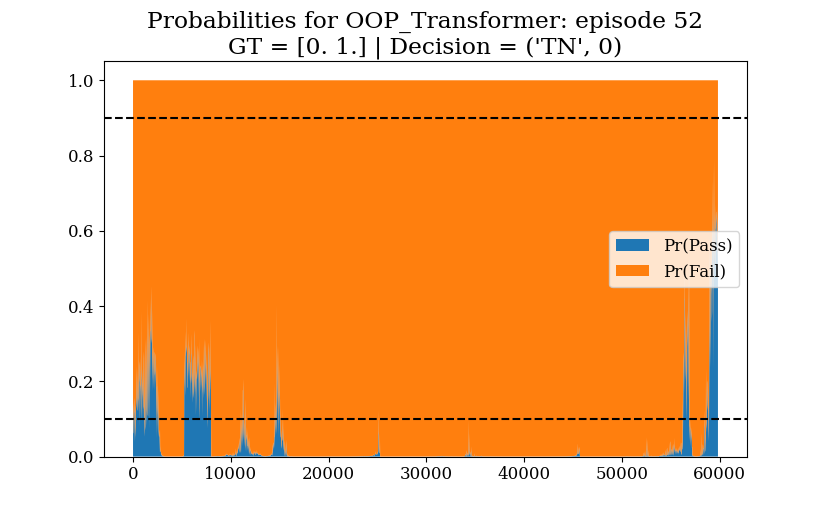 Probabilities for OOP_Transformer: episode 52
GT = [0. 1.] | Decision = ('TN', 0)
1.0
0.8
0.6
0.4
0.2
0.0
Pr(Pass)
Pr(Fail)
0 10000 20000 30000 40000 50000 60000